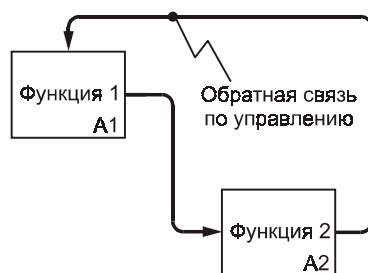 Функция 1
A1
Обратная связь
по управлению
Функция 2
A2